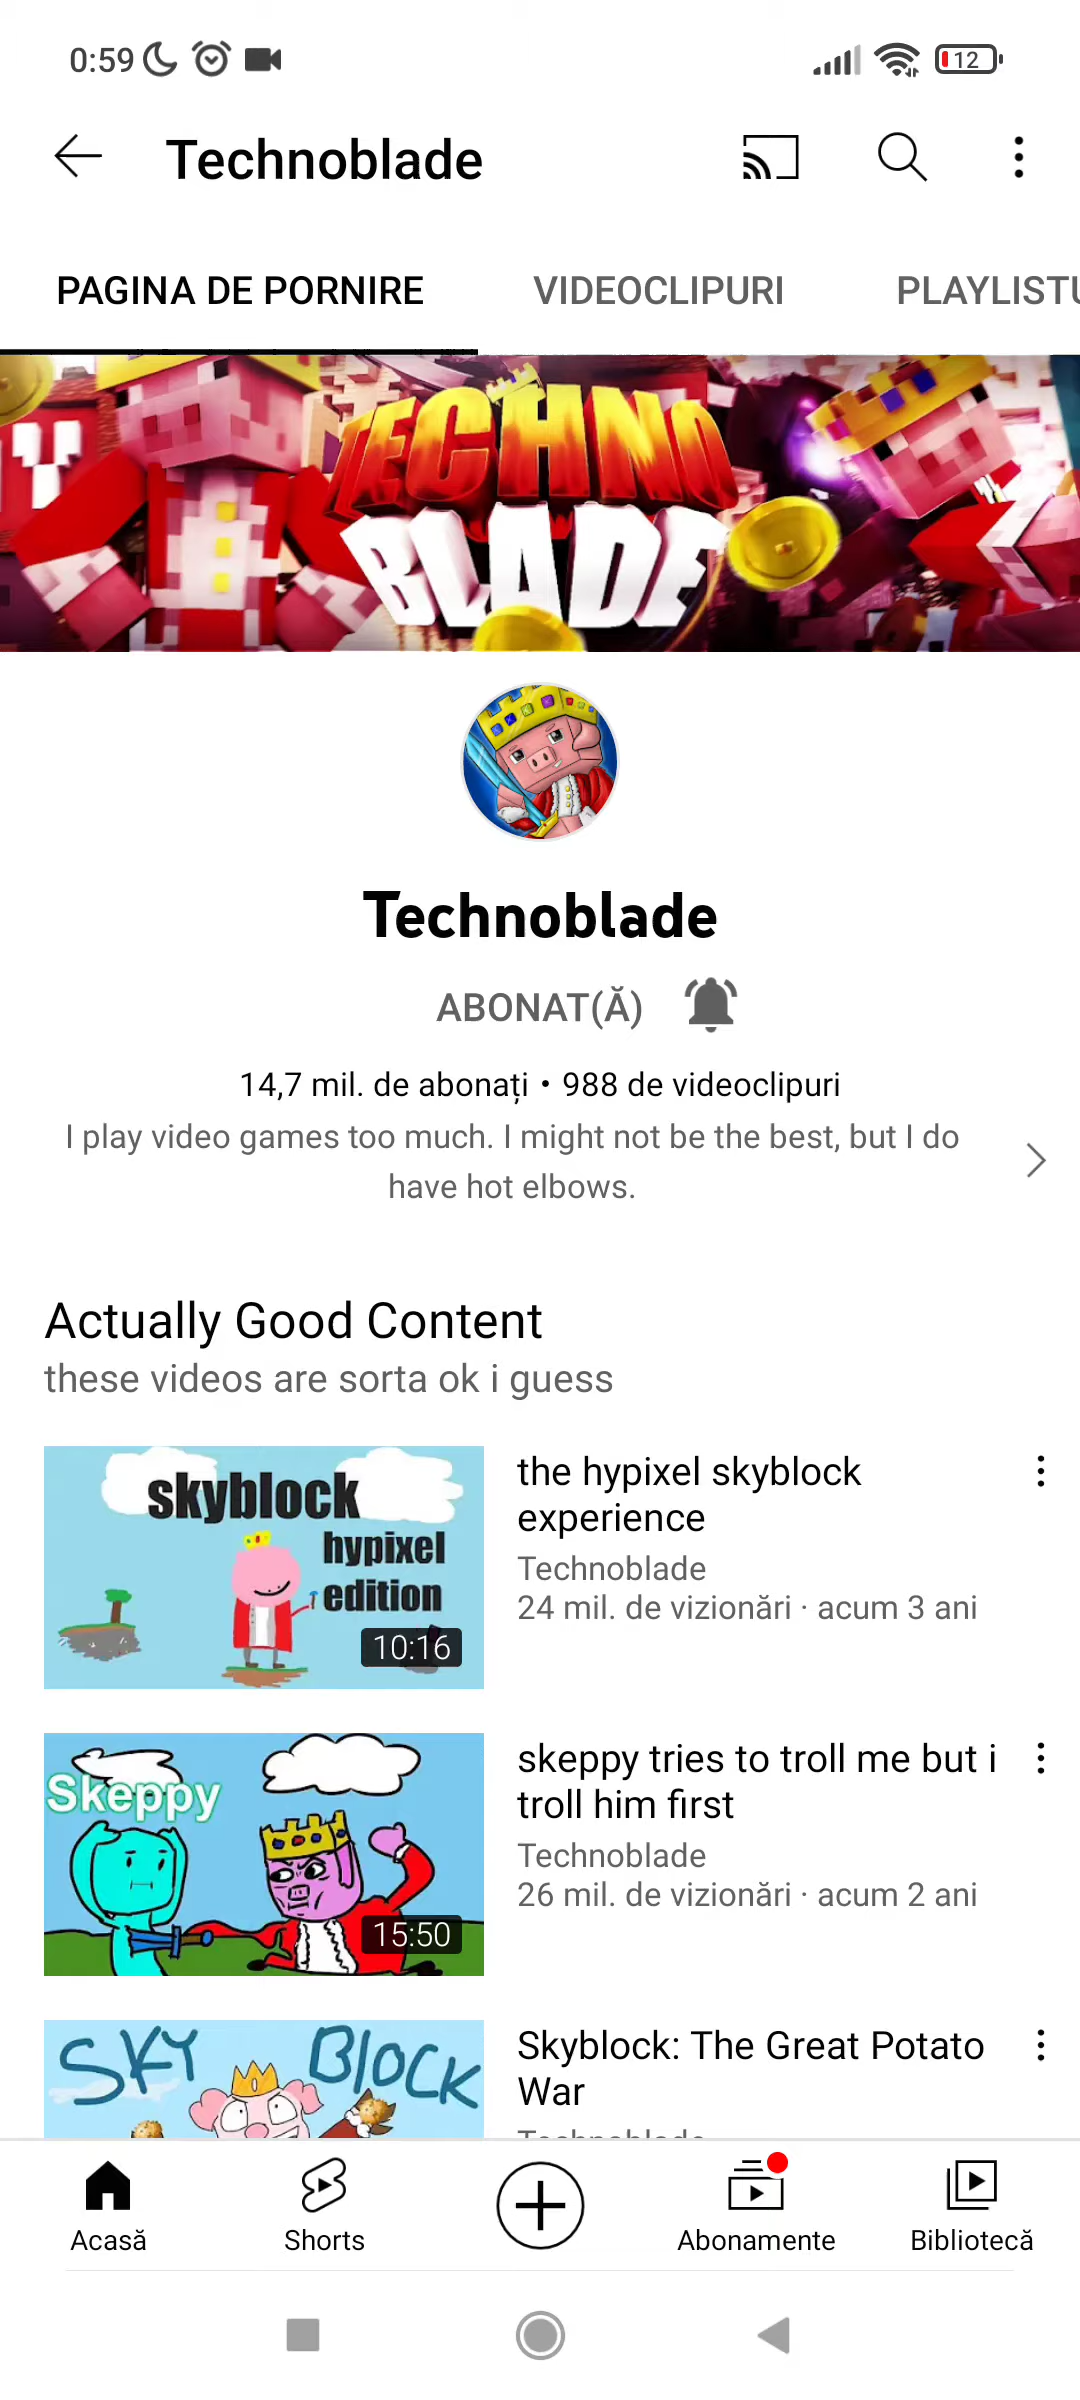 0:59
12
Technoblade
PAGINA DE PORNIRE VIDEOCLIPURI PLAYLISTU
TECHNO
BLADE
Technoblade
ABONAT(Ă)
14,7 mil. de abonați • 988 de videoclipuri
I play video games too much. I might not be the best, but I do
have hot elbows.
Actually Good Content
these videos are sorta ok i guess
skyblock
hypixel
edition
10:16
the hypixel skyblock
experience
Technoblade
24 mil. de vizionări · acum 3 ani
Skeppy
15:50
skeppy tries to troll me but i
troll him first
Technoblade
26 mil. de vizionări · acum 2 ani
SKY BLOCK
Skyblock: The Great Potato
War
Technoblade
Acasă
Shorts
Abonamente
Bibliotecă